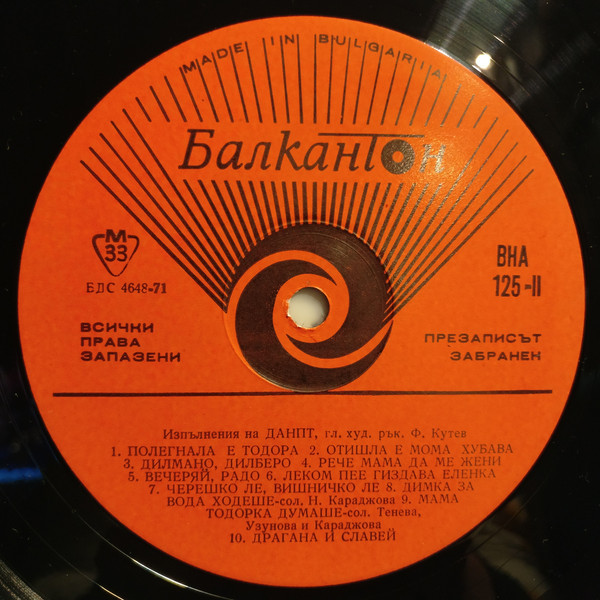 MADE IN BULGARIA
Балкантон
М
33
БДС 4648-71
ВНА
125-II
ВСИЧКИ
ПРАВА
ЗАПАЗЕНИ
ПРЕЗАПИСЪТ
ЗАБРАНЕН
Изпълнения на ДАНПТ, гл. худ. рък. Ф. Кутев
1. ПОЛЕГНАЛА Е ТОДОРА 2. ОТИШЛА Е МОМА ХУБАВА
3. ДИЛМАНО, ДИЛБЕРО 4. РЕЧЕ МАМА ДА МЕ ЖЕНИ
5. ВЕЧЕРЯЙ, РАДО 6. ЛЕКОМ ПЕЕ ГИЗДАВА ЕЛЕНКА
7. ЧЕРЕШКО ЛЕ, ВИШНИЧКО ЛЕ 8. ДИМКА ЗА
ВОДА ХОДЕШЕ-сол. Н. Караджова 9. МАМА
ТОДОРКА ДУМАШЕ-сол. Тенева,
Узунова и Караджова
10. ДРАГАНА И СЛАВЕЙ